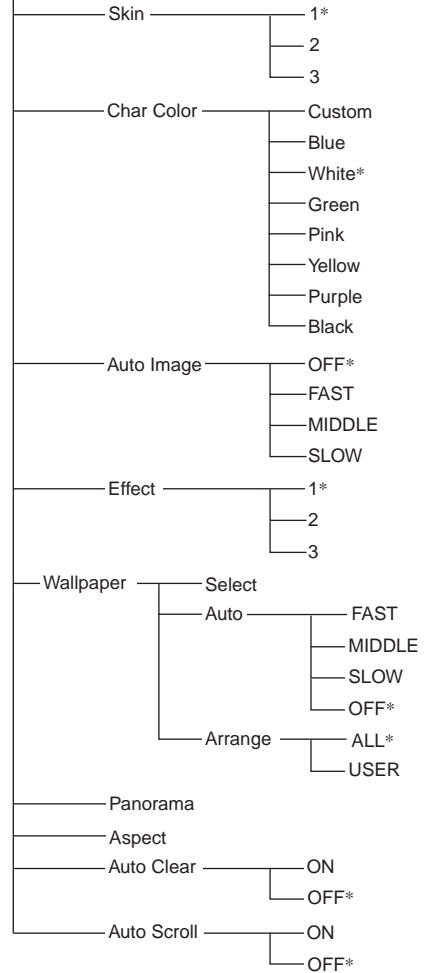 Skin 1*
2
3
Char Color Custom
Blue
White*
Green
Pink
Yellow
Purple
Black
Auto Image OFF*
FAST
MIDDLE
SLOW
Effect 1*
2
3
Wallpaper Select
Auto FAST
MIDDLE
SLOW
OFF*
Arrange ALL*
USER
Panorama
Aspect
Auto Clear ON
OFF*
Auto Scroll ON
OFF*